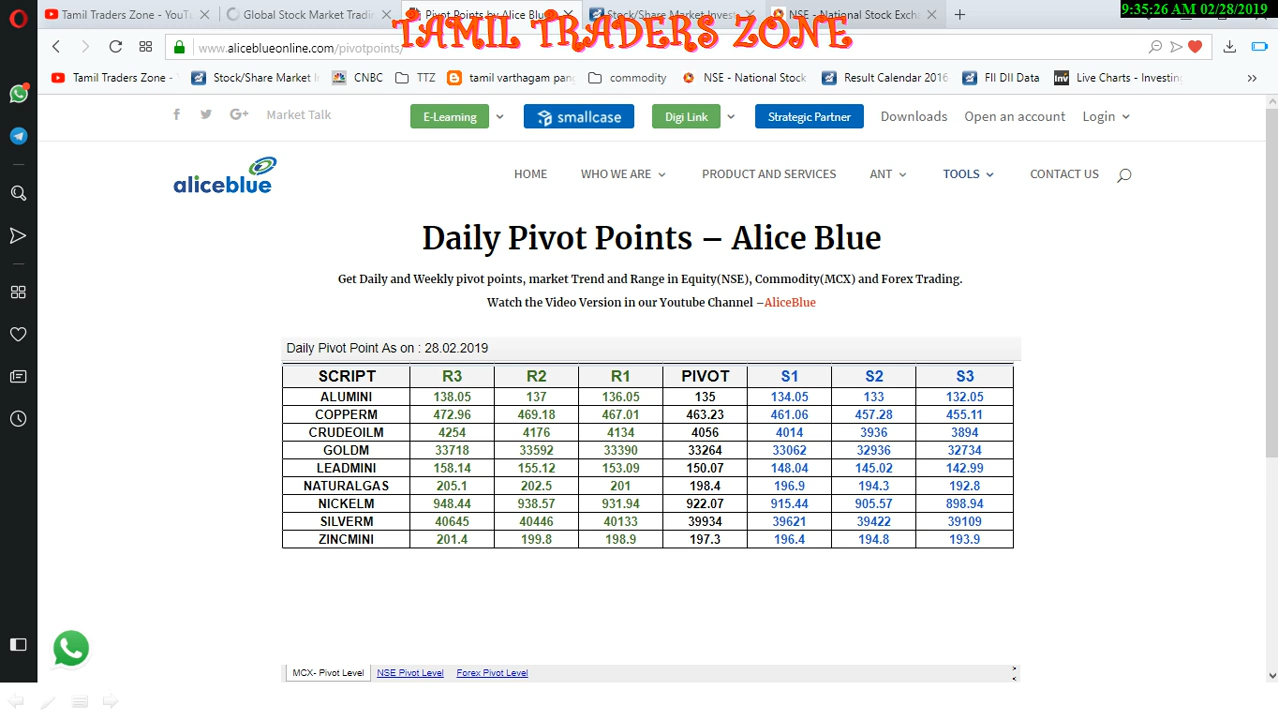 Tamil Traders Zone - YouT
Global Stock Market Tradin
Pivot Points by Alice Blu
Stock/Share Market Invest
NSE - National Stock Excha
9:35:26 AM 02/28/2019
TAMIL TRADERS ZONE
www.aliceblueonline.com/pivotpoints/
Tamil Traders Zone -
Stock/Share Market I
CNBC
TTZ
tamil varthagam pan
commodity
NSE - National Stock
Result Calendar 2016
FII DII Data
Live Charts - Investin
Market Talk
E-Learning
smallcase
Digi Link
Strategic Partner
Downloads
Open an account
Login
aliceblue
HOME
WHO WE ARE
PRODUCT AND SERVICES
ANT
TOOLS
CONTACT US
Daily Pivot Points – Alice Blue
Get Daily and Weekly pivot points, market Trend and Range in Equity(NSE), Commodity(MCX) and Forex Trading.
Watch the Video Version in our Youtube Channel –AliceBlue
Daily Pivot Point As on : 28.02.2019
SCRIPT R3 R2 R1 PIVOT S1 S2 S3
ALUMINI 138.05 137 136.05 135 134.05 133 132.05
COPPERM 472.96 469.18 467.01 463.23 461.06 457.28 455.11
CRUDEOILM 4254 4176 4134 4056 4014 3936 3894
GOLDM 33718 33592 33390 33264 33062 32936 32734
LEADMINI 158.14 155.12 153.09 150.07 148.04 145.02 142.99
NATURALGAS 205.1 202.5 201 198.4 196.9 194.3 192.8
NICKELM 948.44 938.57 931.94 922.07 915.44 905.57 898.94
SILVERM 40645 40446 40133 39934 39621 39422 39109
ZINCMINI 201.4 199.8 198.9 197.3 196.4 194.8 193.9
MCX- Pivot Level
NSE Pivot Level
Forex Pivot Level